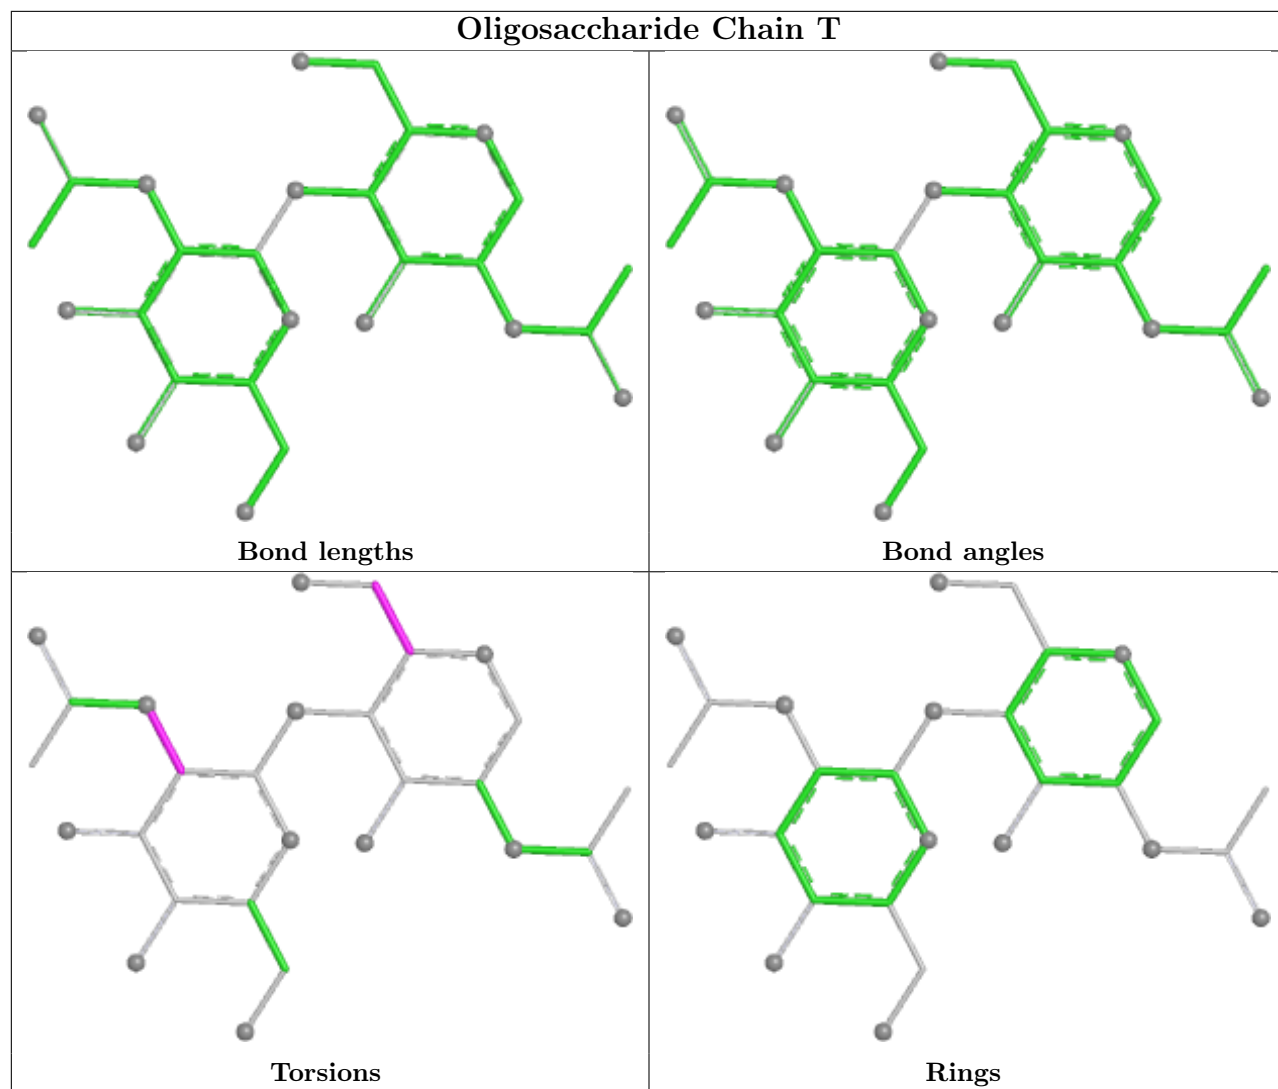 Oligosaccharide Chain T
Bond lengths
Bond angles
Torsions
Rings